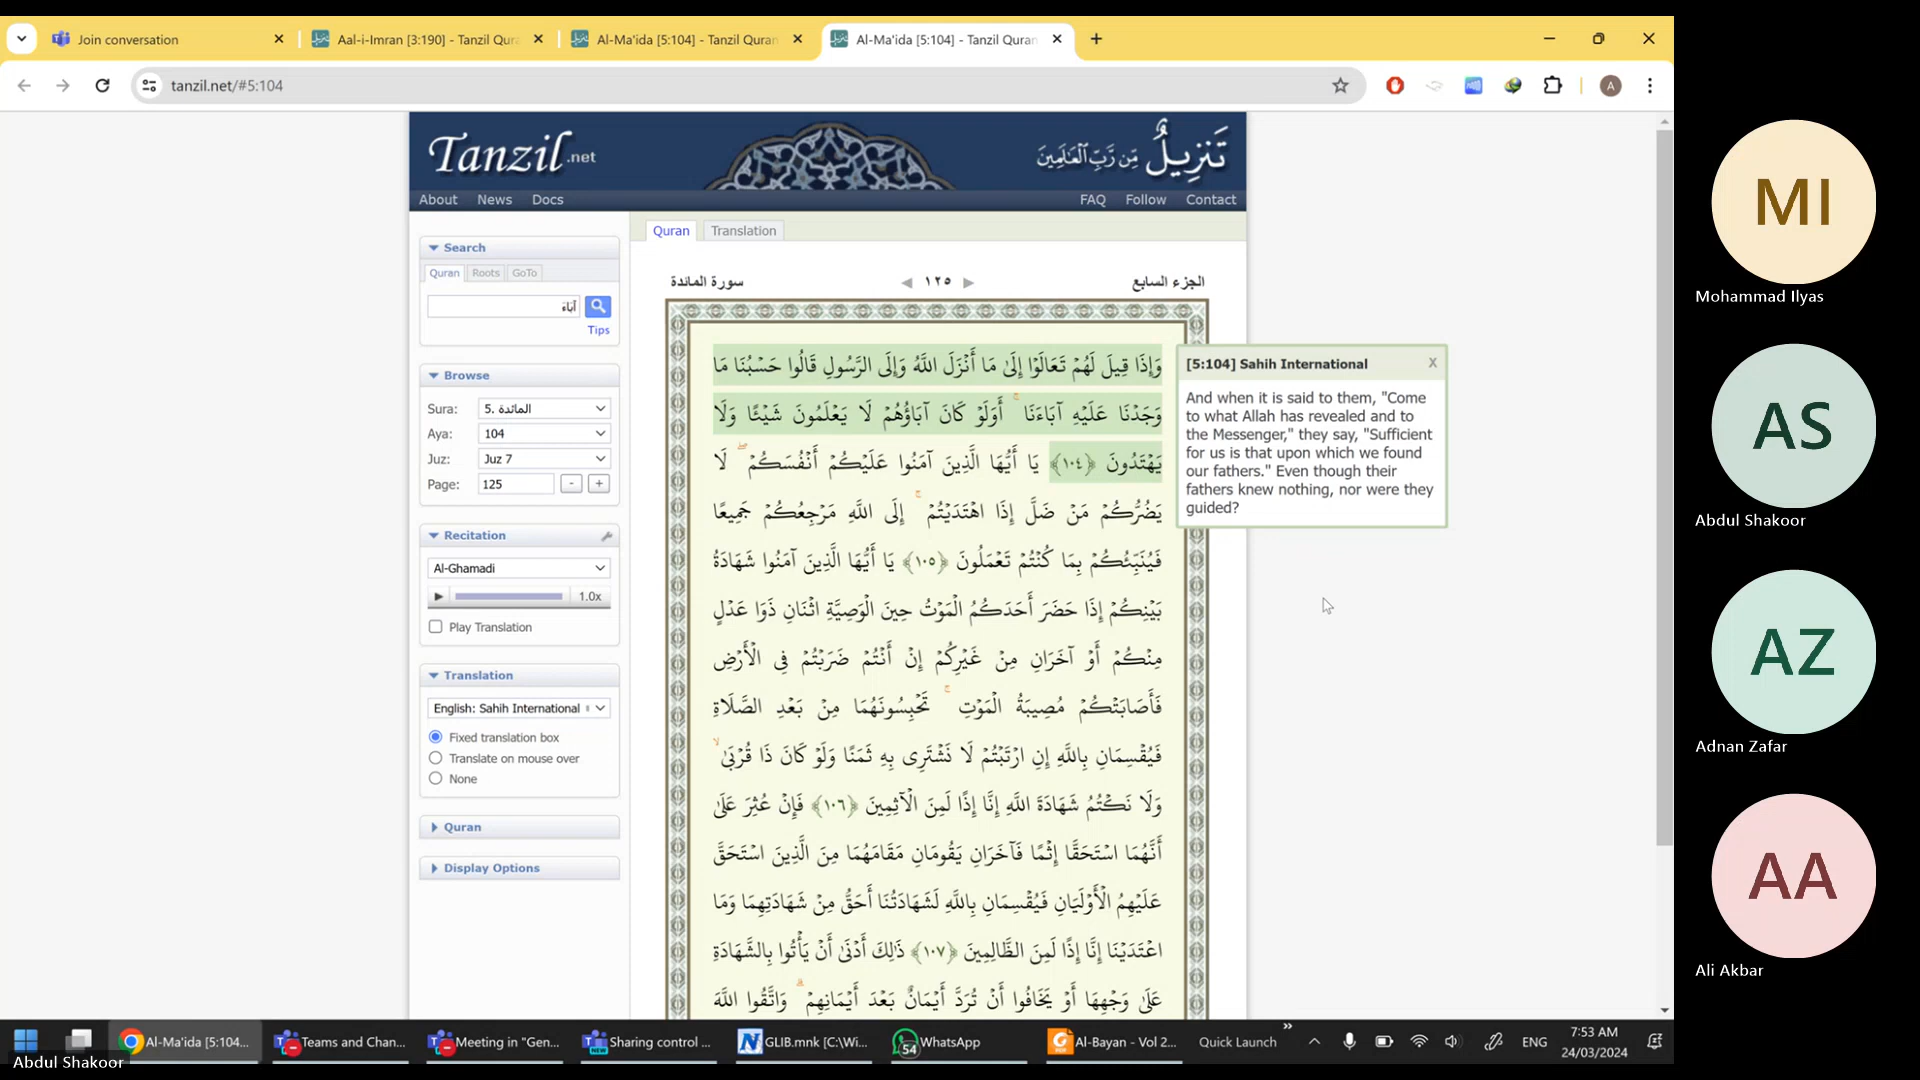 Join conversation
Aal-i-Imran [3:190] - Tanzil Qura
Al-Ma'ida [5:104] - Tanzil Quran
Al-Ma'ida [5:104] - Tanzil Quran
tanzil.net/#5:104
A
Tanzil.net
تَنزِيلٌ مِّن رَّبِّ الْعَالَمِينَ
About News Docs
FAQ Follow Contact
Search
Quran Roots GoTo
آبَاءَ
Tips
Browse
Sura: 5. المائدة
Aya: 104
Juz: Juz 7
Page: 125 - +
Recitation
Al-Ghamadi
1.0x
Play Translation
Translation
English: Sahih International
Fixed translation box
Translate on mouse over
None
Quran
Display Options
Quran Translation
الجزء السابع ١٢٥ سورة المائدة
وَإِذَا قِيلَ لَهُمْ تَعَالَوْا إِلَىٰ مَا أَنْزَلَ اللَّهُ وَإِلَى الرَّسُولِ قَالُوا حَسْبُنَا مَا
وَجَدْنَا عَلَيْهِ آبَاءَنَا ۚ أَوَلَوْ كَانَ آبَاؤُهُمْ لَا يَعْلَمُونَ شَيْئًا وَلَا
يَهْتَدُونَ ﴿١٠٤﴾ يَا أَيُّهَا الَّذِينَ آمَنُوا عَلَيْكُمْ أَنْفُسَكُمْ ۖ لَا
يَضُرُّكُمْ مَنْ ضَلَّ إِذَا اهْتَدَيْتُمْ ۚ إِلَى اللَّهِ مَرْجِعُكُمْ جَمِيعًا
فَيُنَبِّئُكُمْ بِمَا كُنْتُمْ تَعْمَلُونَ ﴿١٠٥﴾ يَا أَيُّهَا الَّذِينَ آمَنُوا شَهَادَةُ
بَيْنِكُمْ إِذَا حَضَرَ أَحَدَكُمُ الْمَوْتُ حِينَ الْوَصِيَّةِ اثْنَانِ ذَوَا عَدْلٍ
مِنْكُمْ أَوْ آخَرَانِ مِنْ غَيْرِكُمْ إِنْ أَنْتُمْ ضَرَبْتُمْ فِي الْأَرْضِ
فَأَصَابَتْكُمْ مُصِيبَةُ الْمَوْتِ ۚ تَحْبِسُونَهُمَا مِنْ بَعْدِ الصَّلَاةِ
فَيُقْسِمَانِ بِاللَّهِ إِنِ ارْتَبْتُمْ لَا نَشْتَرِي بِهِ ثَمَنًا وَلَوْ كَانَ ذَا قُرْبَىٰ ۙ
وَلَا نَكْتُمُ شَهَادَةَ اللَّهِ إِنَّا إِذًا لَمِنَ الْآثِمِينَ ﴿١٠٦﴾ فَإِنْ عُثِرَ عَلَىٰ
أَنَّهُمَا اسْتَحَقَّا إِثْمًا فَآخَرَانِ يَقُومَانِ مَقَامَهُمَا مِنَ الَّذِينَ اسْتَحَقَّ
عَلَيْهِمُ الْأَوْلَيَانِ فَيُقْسِمَانِ بِاللَّهِ لَشَهَادَتُنَا أَحَقُّ مِنْ شَهَادَتِهِمَا وَمَا
اعْتَدَيْنَا إِنَّا إِذًا لَمِنَ الظَّالِمِينَ ﴿١٠٧﴾ ذَٰلِكَ أَدْنَىٰ أَنْ يَأْتُوا بِالشَّهَادَةِ
عَلَىٰ وَجْهِهَا أَوْ يَخَافُوا أَنْ تُرَدَّ أَيْمَانٌ بَعْدَ أَيْمَانِهِمْ ۗ وَاتَّقُوا اللَّهَ
[5:104] Sahih International X
And when it is said to them, "Come
to what Allah has revealed and to
the Messenger," they say, "Sufficient
for us is that upon which we found
our fathers." Even though their
fathers knew nothing, nor were they
guided?
MI
Mohammad Ilyas
AS
Abdul Shakoor
AZ
Adnan Zafar
AA
Ali Akbar
Al-Ma'ida [5:104... Teams and Chan... Meeting in "Gen... Sharing control ... GLIB.mnk [C:\Wi... 54 WhatsApp Al-Bayan - Vol 2... Quick Launch ENG
7:53 AM
24/03/2024
Abdul Shakoor